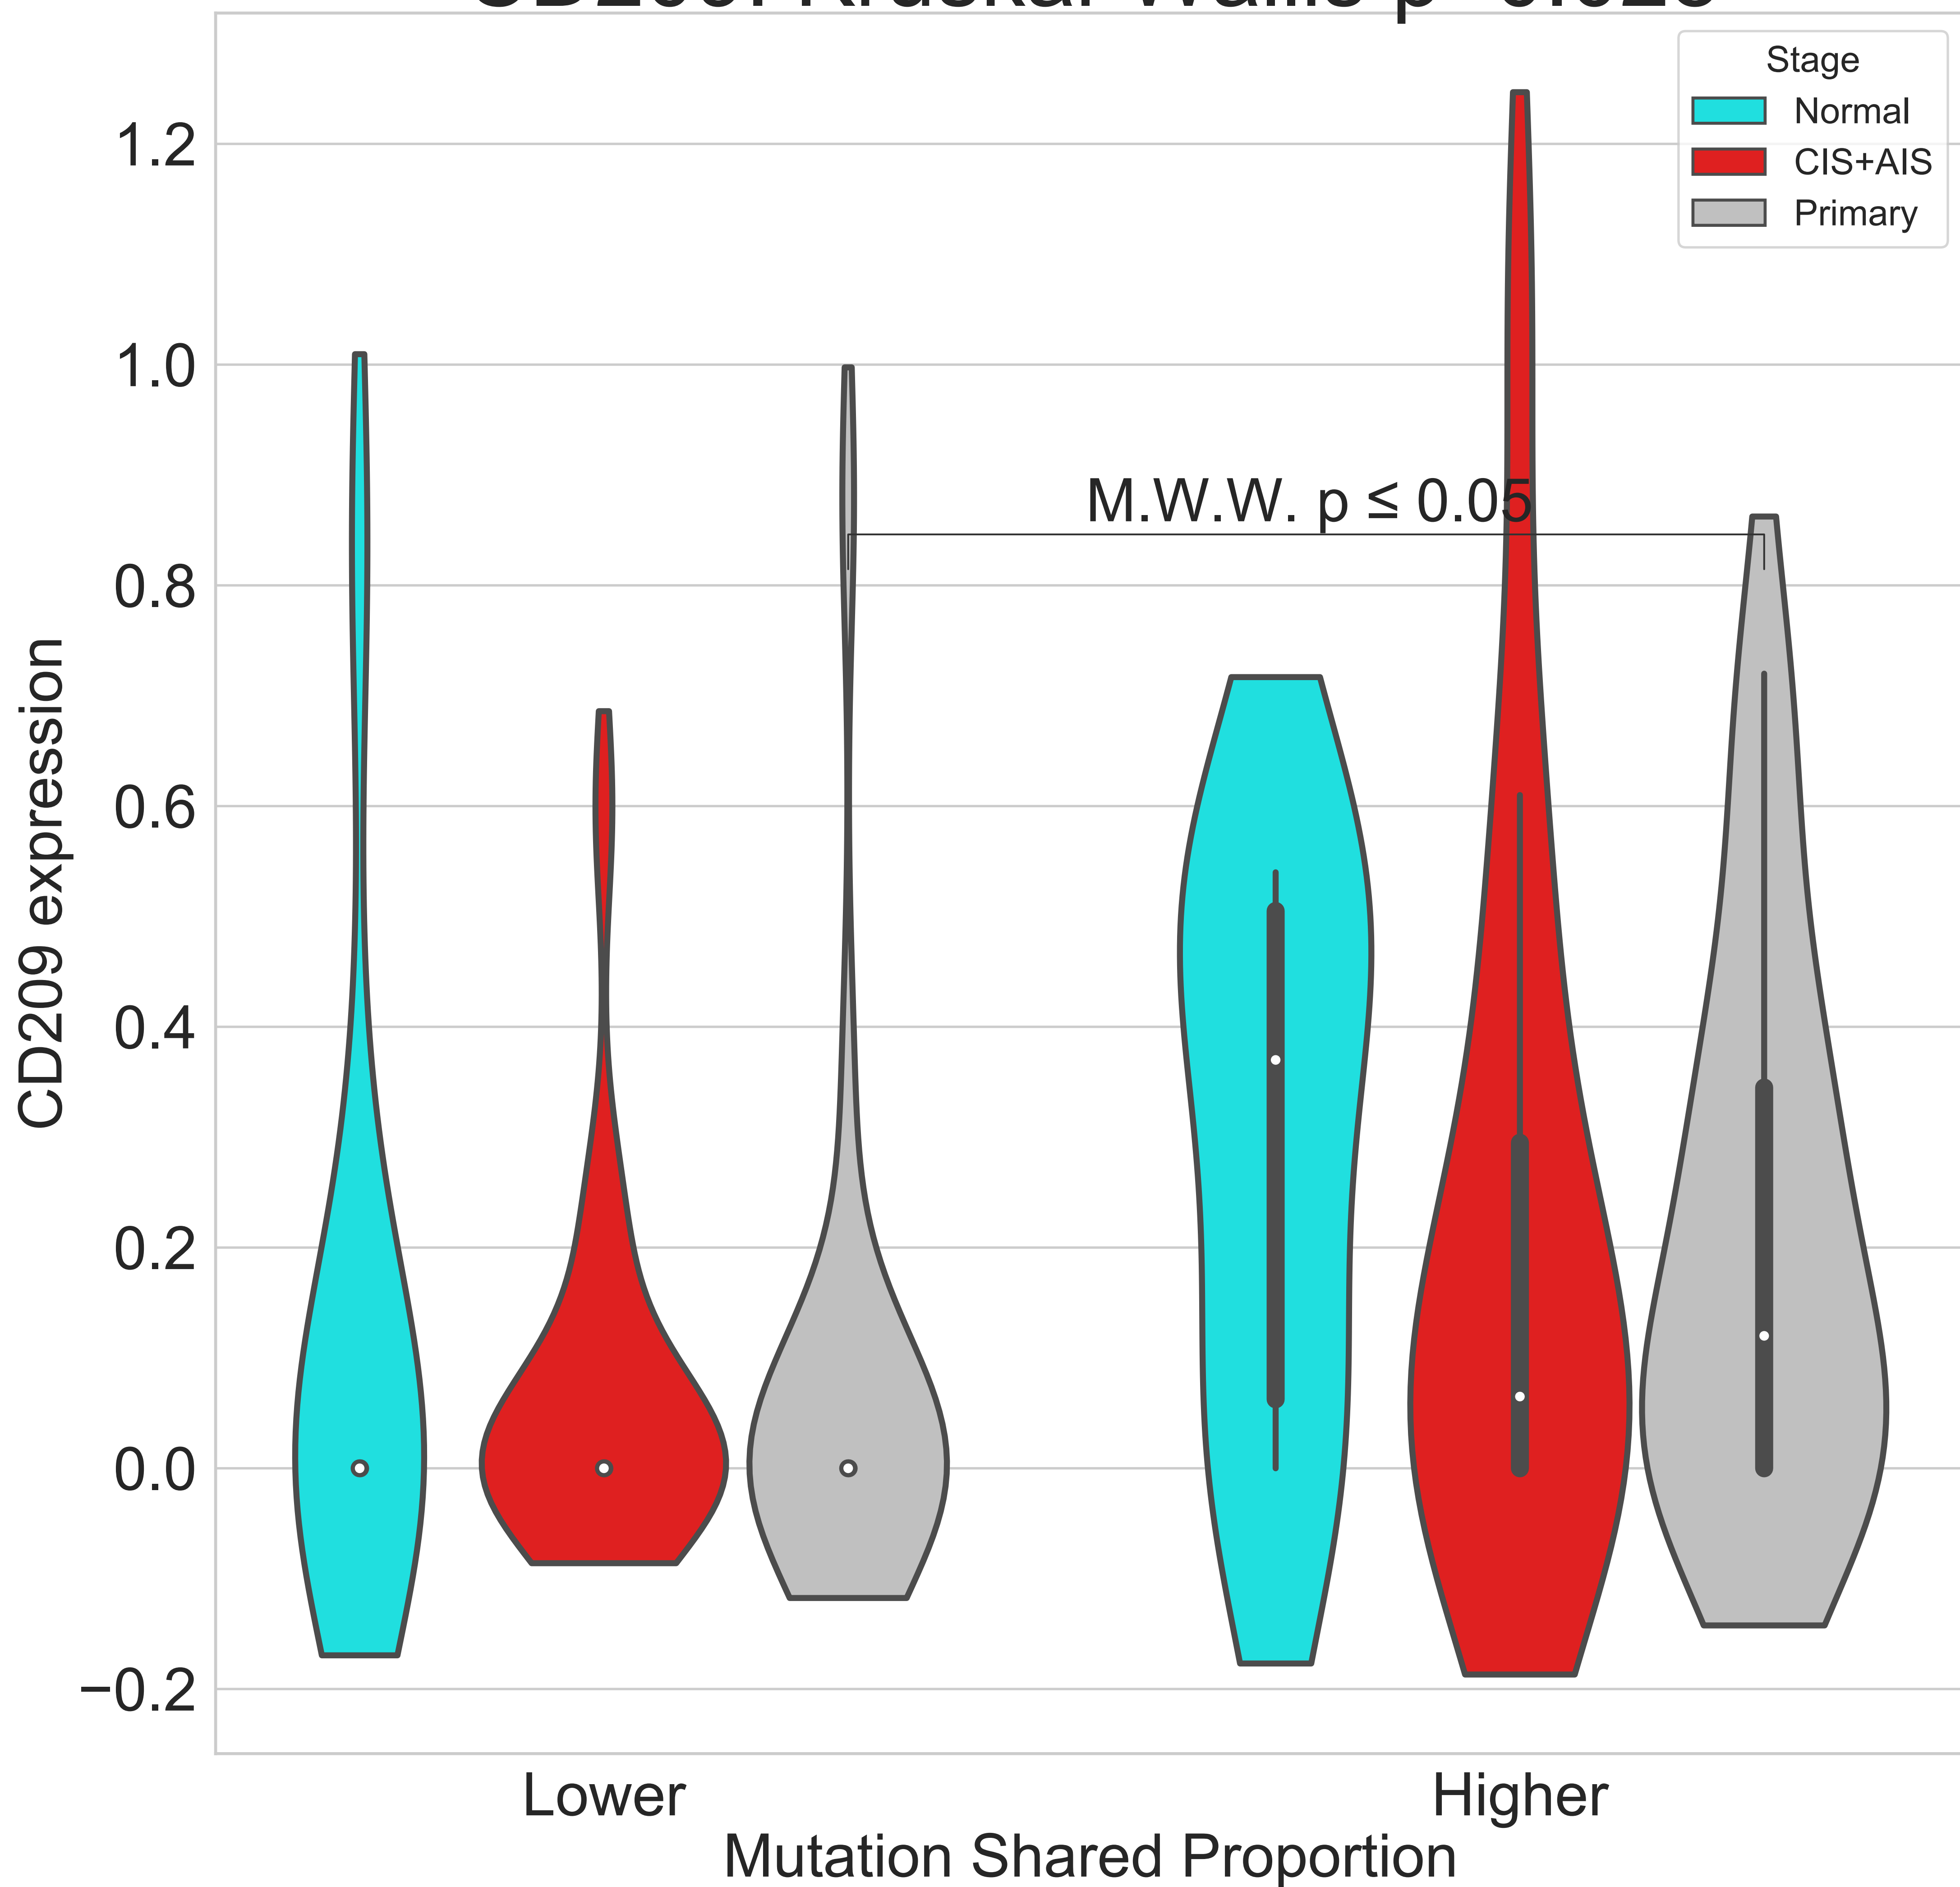 Stage
Normal
CIS+AIS
Primary
1.2
1.0
0.8
0.6
0.4
0.2
0.0
−0.2
M.W.W. p ≤ 0.05
CD209 expression
Lower
Higher
Mutation Shared Proportion